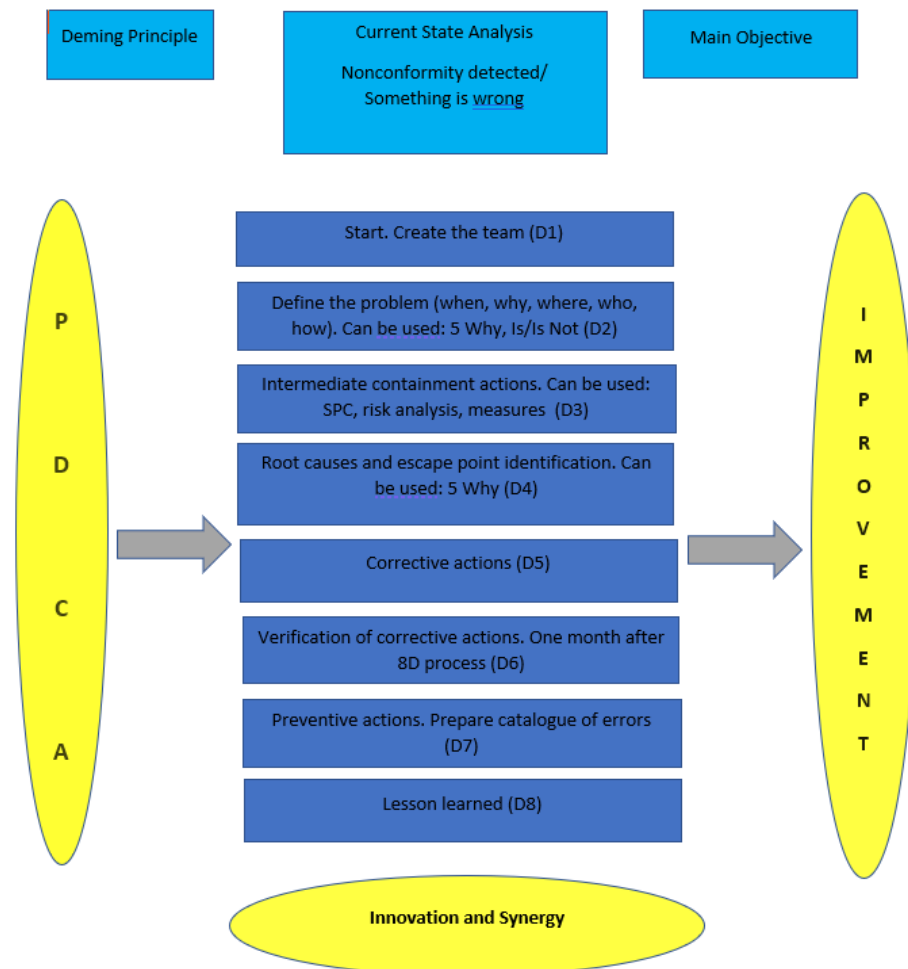 Deming Principle
Current State Analysis
Nonconformity detected/
Something is wrong
Main Objective
P
D
C
A
Start. Create the team (D1)
Define the problem (when, why, where, who,
how). Can be used: 5 Why, Is/Is Not (D2)
Intermediate containment actions. Can be used:
SPC, risk analysis, measures  (D3)
Root causes and escape point identification. Can
be used: 5 Why (D4)
Corrective actions (D5)
Verification of corrective actions. One month after
8D process (D6)
Preventive actions. Prepare catalogue of errors
(D7)
Lesson learned (D8)
I
M
P
R
O
V
E
M
E
N
T
Innovation and Synergy